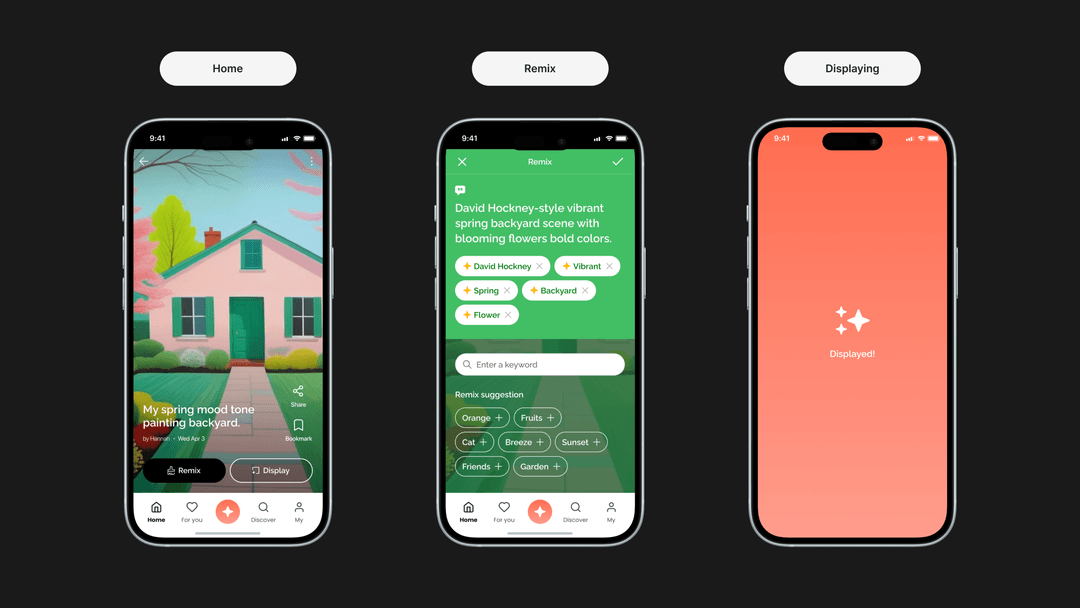 Home
Remix
Displaying
9:41
My spring mood tone
painting backyard.
by Hannah • Wed Apr 3
Share
Bookmark
Remix
Display
Home
For you
Discover
My
9:41
Remix
David Hockney-style vibrant
spring backyard scene with
blooming flowers bold colors.
David Hockney
Vibrant
Spring
Backyard
Flower
Enter a keyword
Remix suggestion
Orange
Fruits
Cat
Breeze
Sunset
Friends
Garden
Home
For you
Discover
My
9:41
Displayed!